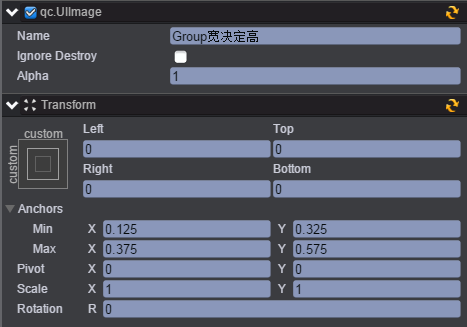 qc.UIImage
Name Group宽决定高
Ignore Destroy
Alpha 1
Transform
custom
custom
Left Top
0 0
Right Bottom
0 0
Anchors
Min X 0.125 Y 0.325
Max X 0.375 Y 0.575
Pivot X 0 Y 0
Scale X 1 Y 1
Rotation R 0